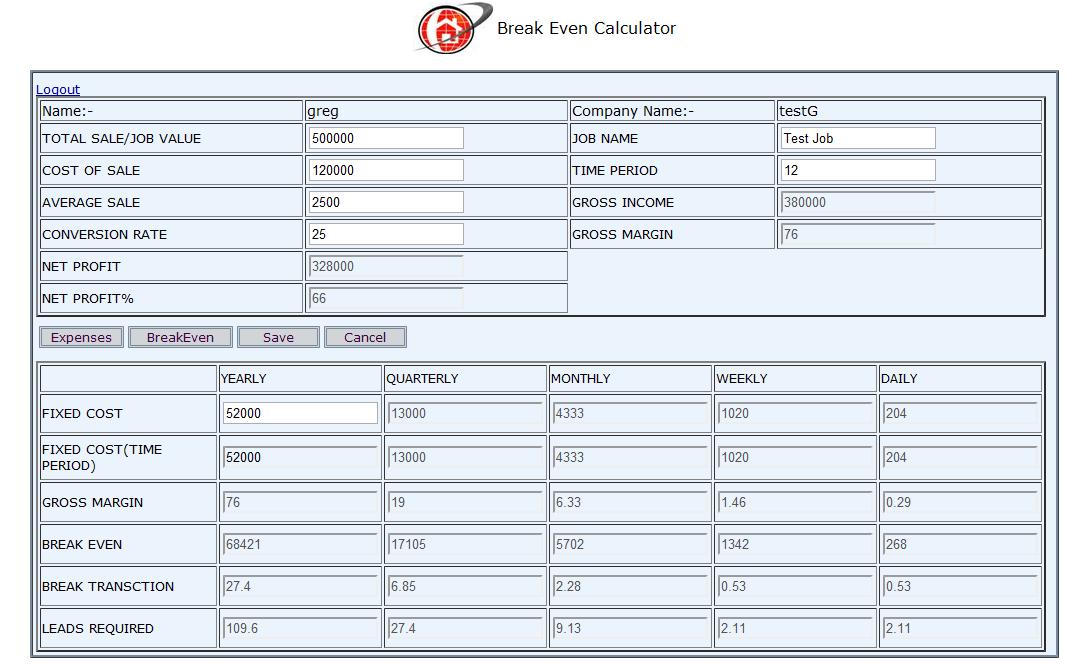 Break Even Calculator
Logout
Name:- greg Company Name:- testG
TOTAL SALE/JOB VALUE 500000 JOB NAME Test Job
COST OF SALE 120000 TIME PERIOD 12
AVERAGE SALE 2500 GROSS INCOME 380000
CONVERSION RATE 25 GROSS MARGIN 76
NET PROFIT 328000
NET PROFIT% 66
Expenses BreakEven Save Cancel
YEARLY QUARTERLY MONTHLY WEEKLY DAILY
FIXED COST 52000 13000 4333 1020 204
FIXED COST(TIME
PERIOD) 52000 13000 4333 1020 204
GROSS MARGIN 76 19 6.33 1.46 0.29
BREAK EVEN 68421 17105 5702 1342 268
BREAK TRANSCTION 27.4 6.85 2.28 0.53 0.53
LEADS REQUIRED 109.6 27.4 9.13 2.11 2.11